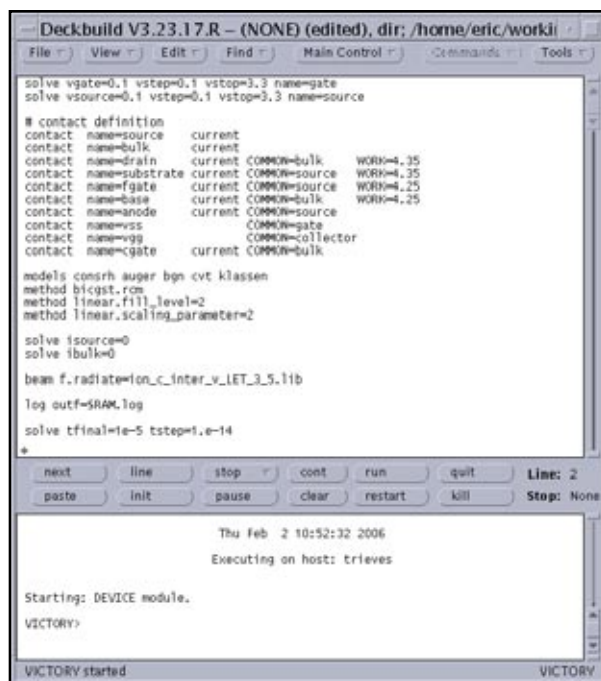 Deckbuild V3.23.17.R - (NONE) (edited), dir; /home/eric/workin
File View Edit Find Main Control Commands Tools
solve vgate=0.1 vstep=0.1 vstop=3.3 name=gate
solve vsource=0.1 vstep=0.1 vstop=3.3 name=source
# contact definition
contact name=source current
contact name=bulk current
contact name=drain current COMMON=bulk WORK=4.35
contact name=substrate current COMMON=source WORK=4.35
contact name=fgate current COMMON=source WORK=4.25
contact name=base current COMMON=bulk WORK=4.25
contact name=anode current COMMON=source
contact name=vss COMMON=gate
contact name=vgg COMMON=collector
contact name=cgate current COMMON=bulk
models consrh auger bgn cvt klassen
method bicgst.rcm
method linear.fill_level=2
method linear.scaling_parameter=2
solve isource=0
solve ibulk=0
beam f.radiate=ion_c_inter_v_LET_3_5.lib
log outf=SRAM.log
solve tfinal=1e-5 tstep=1.e-14
next line stop cont run quit Line: 2
paste init pause clear restart kill Stop: None
Thu Feb 2 10:52:32 2006
Executing on host: trieves
Starting: DEVICE module.
VICTORY>
VICTORY started VICTORY